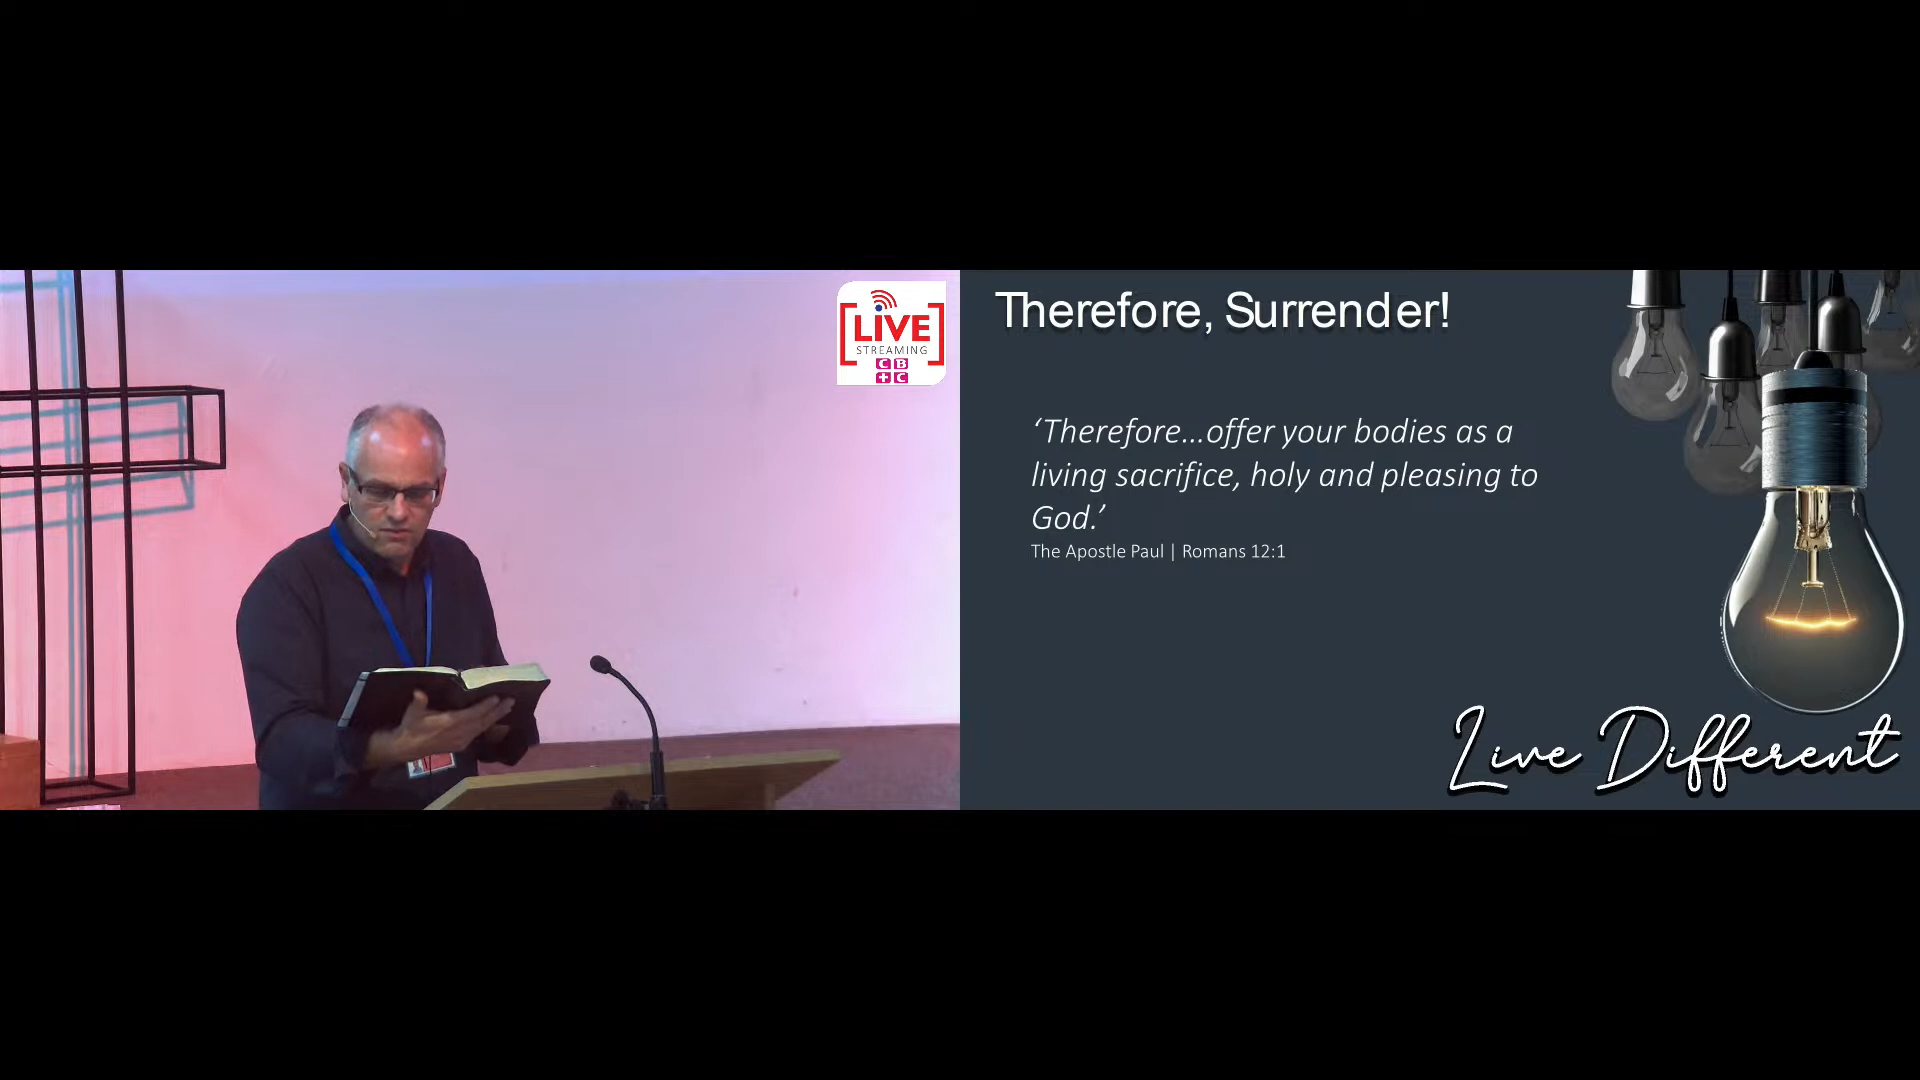 LIVE
STREAMING
C B
+ C
Therefore, Surrender!
‘Therefore…offer your bodies as a
living sacrifice, holy and pleasing to
God.’
The Apostle Paul | Romans 12:1
Live Different